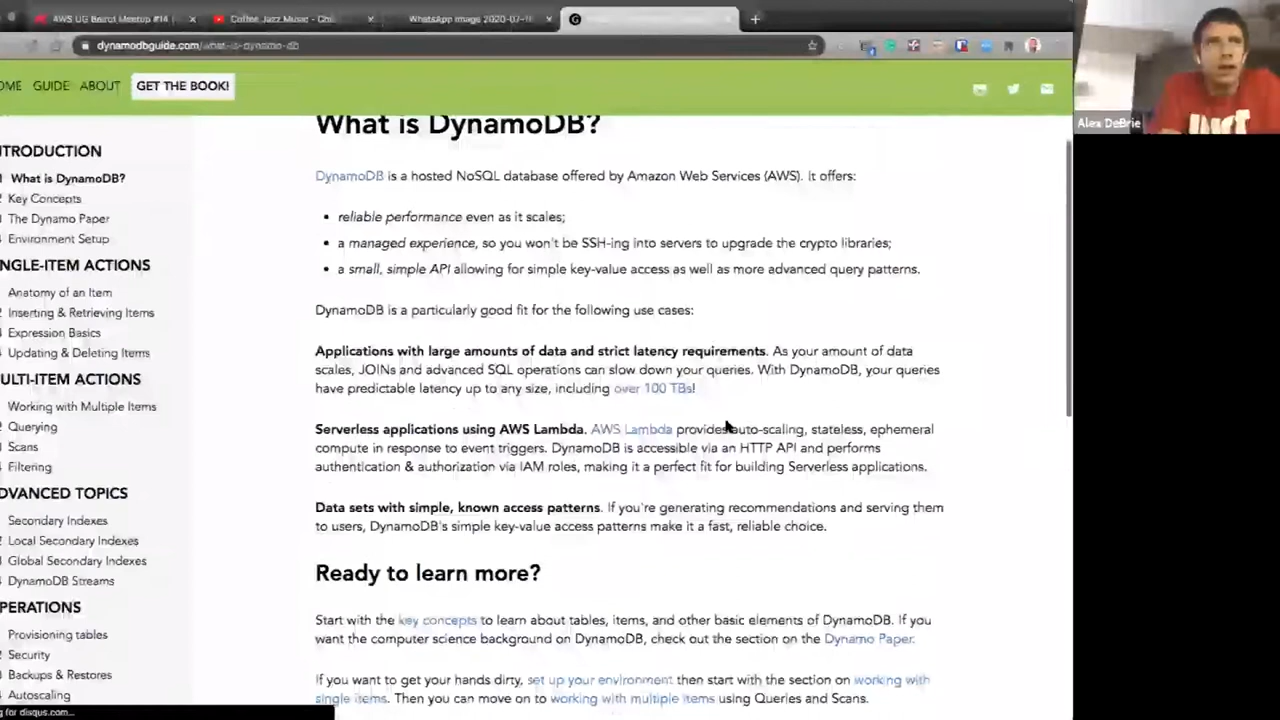 AWS UG Beirut Meetup #14 |
Coffee Jazz Music - Chi
WhatsApp Image 2020-07-1
dynamodbguide.com/what-is-dynamo-db
OME GUIDE ABOUT GET THE BOOK!
Alex DeBrie
What is DynamoDB?
NTRODUCTION
What is DynamoDB?
Key Concepts
The Dynamo Paper
Environment Setup
NGLE-ITEM ACTIONS
Anatomy of an Item
Inserting & Retrieving Items
Expression Basics
Updating & Deleting Items
ULTI-ITEM ACTIONS
Working with Multiple Items
Querying
Scans
Filtering
DVANCED TOPICS
Secondary Indexes
Local Secondary Indexes
Global Secondary Indexes
DynamoDB Streams
PERATIONS
Provisioning tables
Security
Backups & Restores
Autoscaling
g for disqus.com...
DynamoDB is a hosted NoSQL database offered by Amazon Web Services (AWS). It offers:
• reliable performance even as it scales;
• a managed experience, so you won't be SSH-ing into servers to upgrade the crypto libraries;
• a small, simple API allowing for simple key-value access as well as more advanced query patterns.
DynamoDB is a particularly good fit for the following use cases:
Applications with large amounts of data and strict latency requirements. As your amount of data
scales, JOINs and advanced SQL operations can slow down your queries. With DynamoDB, your queries
have predictable latency up to any size, including over 100 TBs!
Serverless applications using AWS Lambda. AWS Lambda provides auto-scaling, stateless, ephemeral
compute in response to event triggers. DynamoDB is accessible via an HTTP API and performs
authentication & authorization via IAM roles, making it a perfect fit for building Serverless applications.
Data sets with simple, known access patterns. If you're generating recommendations and serving them
to users, DynamoDB's simple key-value access patterns make it a fast, reliable choice.
Ready to learn more?
Start with the key concepts to learn about tables, items, and other basic elements of DynamoDB. If you
want the computer science background on DynamoDB, check out the section on the Dynamo Paper.
If you want to get your hands dirty, set up your environment then start with the section on working with
single items. Then you can move on to working with multiple items using Queries and Scans.